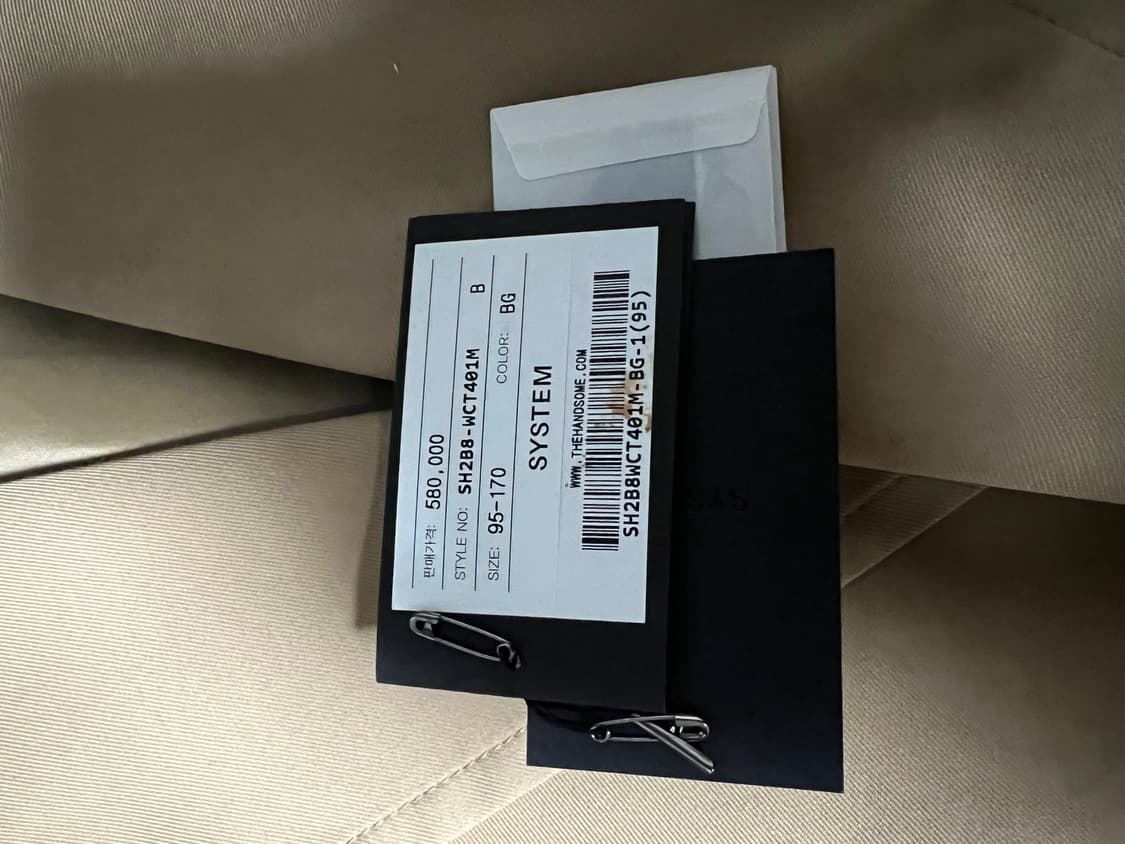 판매가격: 580,000
STYLE NO: SH2B8-WCT401M B
SIZE: 95-170 COLOR: BG
SYSTEM
WWW.THEHANDSOME.COM
SH2B8WCT401M-BG-1(95)